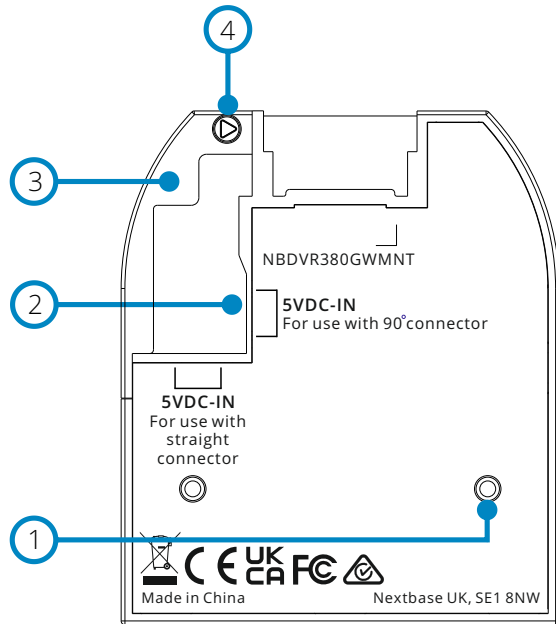 4
3
NBDVR380GWMNT
2
5VDC-IN
For use with 90°connector
5VDC-IN
For use with
straight
connector
1
CE UK CA FC
Made in China
Nextbase UK, SE1 8NW